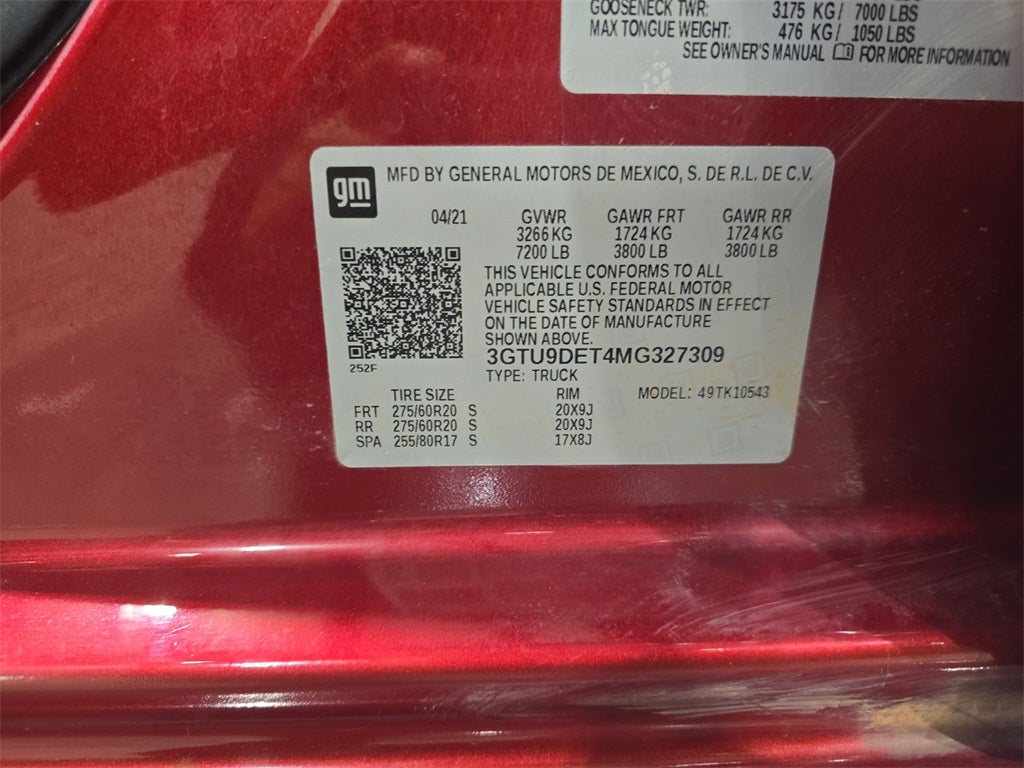 GOOSENECK TWR: 3175 KG/ 7000 LBS
MAX TONGUE WEIGHT: 476 KG/ 1050 LBS
SEE OWNER'S MANUAL FOR MORE INFORMATION
gm
MFD BY GENERAL MOTORS DE MEXICO, S. DE R.L. DE C.V.
04/21 GVWR GAWR FRT GAWR RR
3266 KG 1724 KG 1724 KG
7200 LB 3800 LB 3800 LB
THIS VEHICLE CONFORMS TO ALL
APPLICABLE U.S. FEDERAL MOTOR
VEHICLE SAFETY STANDARDS IN EFFECT
ON THE DATE OF MANUFACTURE
SHOWN ABOVE.
3GTU9DET4MG327309
252F
TYPE: TRUCK
TIRE SIZE RIM MODEL: 49TK10543
FRT 275/60R20 S 20X9J
RR 275/60R20 S 20X9J
SPA 255/80R17 S 17X8J